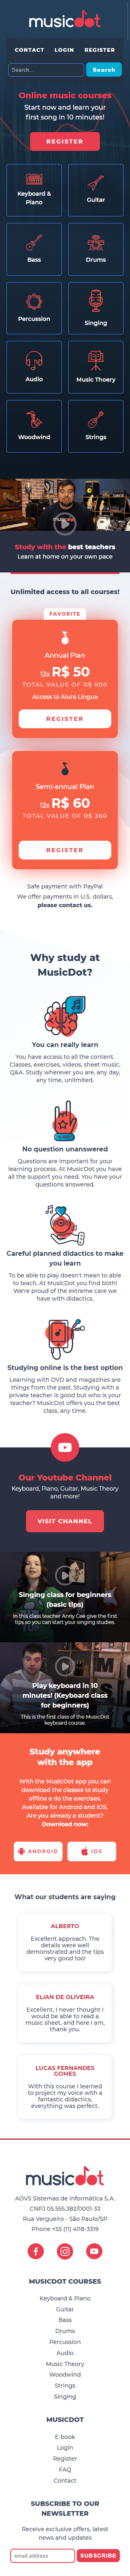 musicdot
CONTACT LOGIN REGISTER
Search... Search
Online music courses
Start now and learn your
first song in 10 minutes!
REGISTER
Keyboard &
Piano
Guitar
Bass
Drums
Percussion
Singing
Audio
Music Thoery
Woodwind
Strings
Study with the best teachers
Learn at home on your own pace
Unlimited access to all courses!
FAVORITE
Annual Plan
12x R$ 50
TOTAL VALUE OF R$ 600
Access to Alura Lingua
REGISTER
Semi-annual Plan
12x R$ 60
TOTAL VALUE OF R$ 360
REGISTER
Safe payment with PayPal
We offer payments in U.S. dollars,
please contact us.
Why study at
MusicDot?
You can really learn
You have access to all the content.
Classes, exercises, videos, sheet music,
Q&A. Study wherever you are, any day,
any time, unlimited.
No question unanswered
Questions are important for your
learning process. At MusicDot you have
all the support you need. You have your
questions answered.
Careful planned didactics to make
you learn
To be able to play doesn't mean to able
to teach. At MusicDot you find both!
We're proud of the extreme care we
have with didactics.
Studying online is the best option
Learning with DVD and magazines are
things from the past. Studying with a
private teacher is good but who is your
teacher? MusicDot offers you the best
class, any time.
Our Youtube Channel
Keyboard, Piano, Guitar, Music Theory
and more!
VISIT CHANNEL
Singing class for beginners
(basic tips)
In this class teacher Anny Caé give the first
tips so you can start your singing studies.
Play keyboard in 10
minutes! (Keyboard class
for beginners)
This is the first class of the MusicDot
keyboard course.
Study anywhere
with the app
With the MusicDot app you can
download the classes to study
offline e do the exercises.
Available for Android and iOS.
Are you already a student?
Download now!
ANDROID IOS
What our students are saying
ALBERTO
Excellent approach. The
details were well
demonstrated and the tips
very good too!
ELIAN DE OLIVEIRA
Excellent, I never thought I
would be able to read a
music sheet, and here I am,
thank you.
LUCAS FERNANDES
GOMES
With this course I learned
to project my voice with a
fantastic didactics,
everything was perfect.
musicdot
AOVS Sistemas de Informática S.A.
CNPJ 05.555.382/0001-33
Rua Vergueiro - São Paulo/SP
Phone +55 (11) 4118-3319
MUSICDOT COURSES
Keyboard & Piano
Guitar
Bass
Drums
Percussion
Audio
Music Theory
Woodwind
Strings
Singing
MUSICDOT
E-book
Login
Register
FAQ
Contact
SUBSCRIBE TO OUR
NEWSLETTER
Receive exclusive offers, latest
news and updates
email address SUBSCRIBE